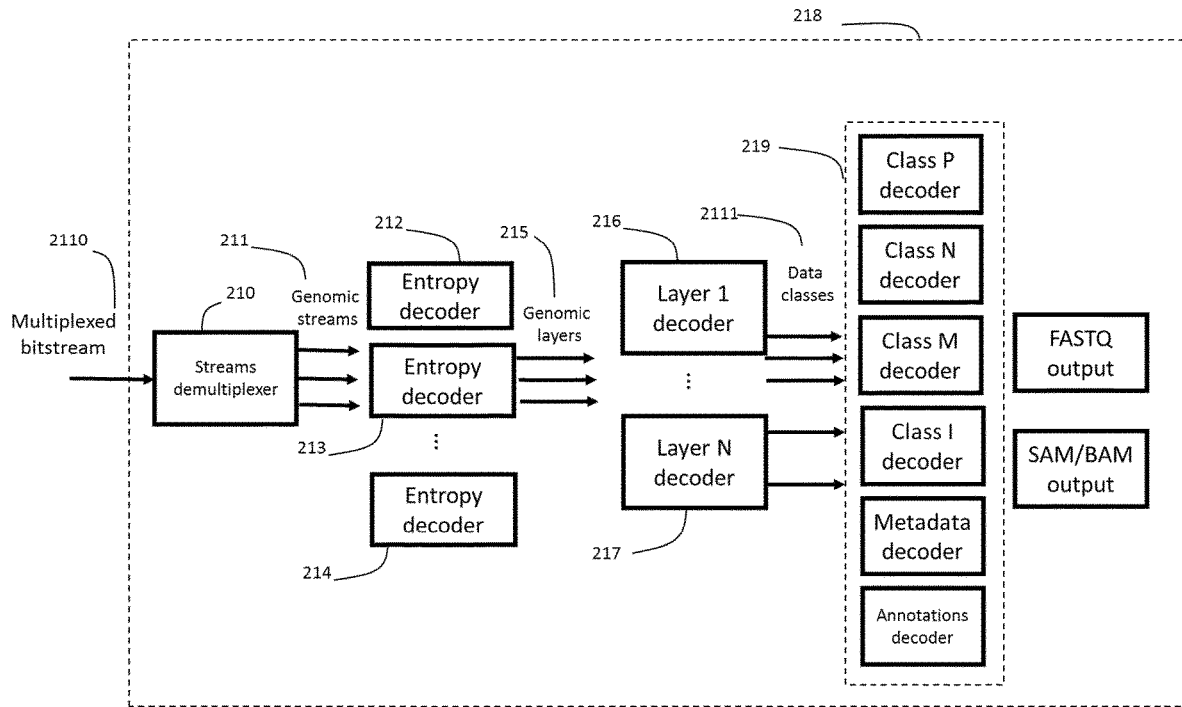 218
219
Class P
decoder
2110
211
212
215
216
2111
210
Multiplexed
bitstream
Genomic
streams
Entropy
decoder
Genomic
layers
Layer 1
decoder
Data
classes
Class N
decoder
Streams
demultiplexer
Entropy
decoder
Class M
decoder
FASTQ
output
213
⋮
⋮
Layer N
decoder
Class I
decoder
SAM/BAM
output
Entropy
decoder
214
217
Metadata
decoder
Annotations
decoder